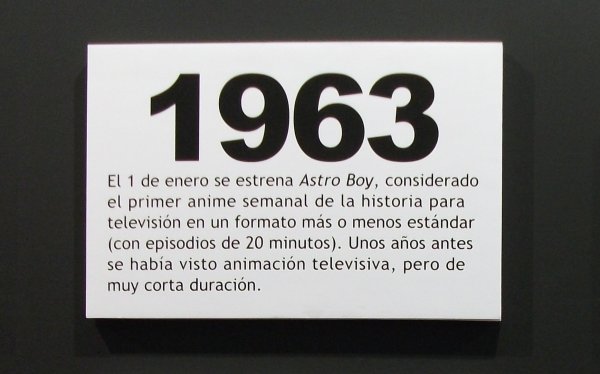 1963
El 1 de enero se estrena Astro Boy, considerado
el primer anime semanal de la historia para
televisión en un formato más o menos estándar
(con episodios de 20 minutos). Unos años antes
se había visto animación televisiva, pero de
muy corta duración.